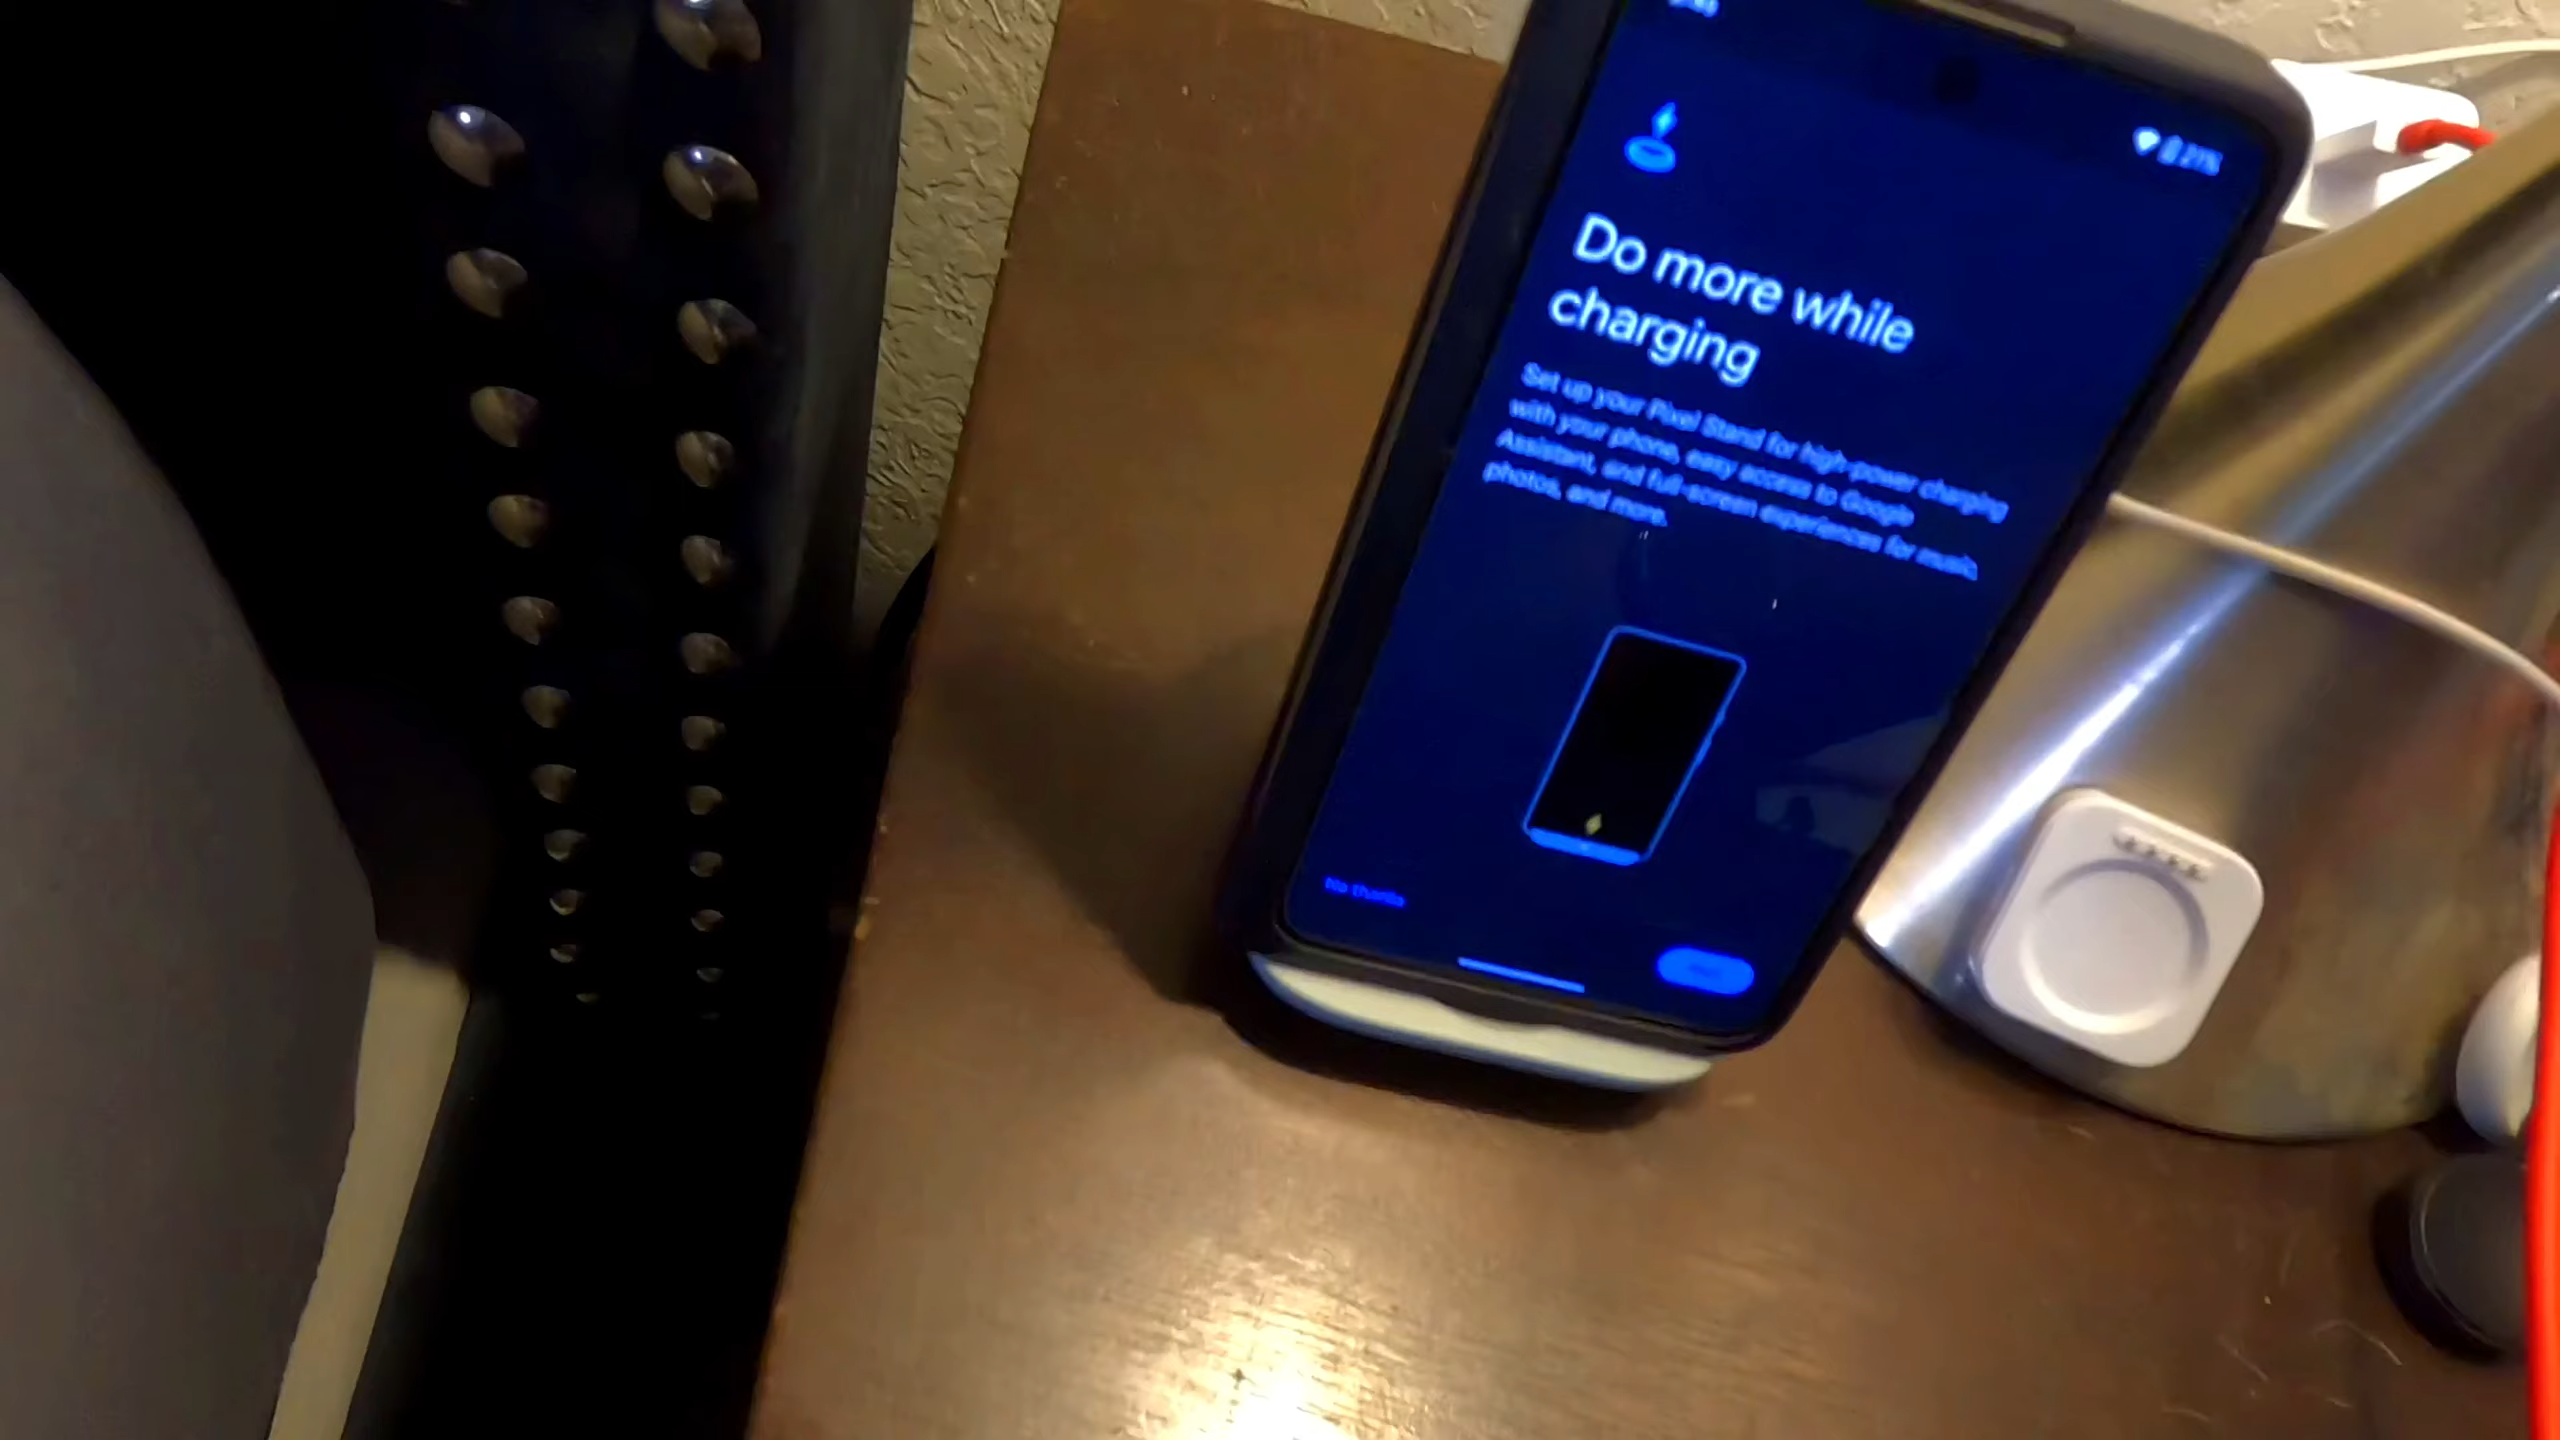 21%
Do more while
charging
Set up your Pixel Stand for high-power charging
with your phone, easy access to Google
Assistant, and full-screen experiences for music,
photos, and more.
No thanks